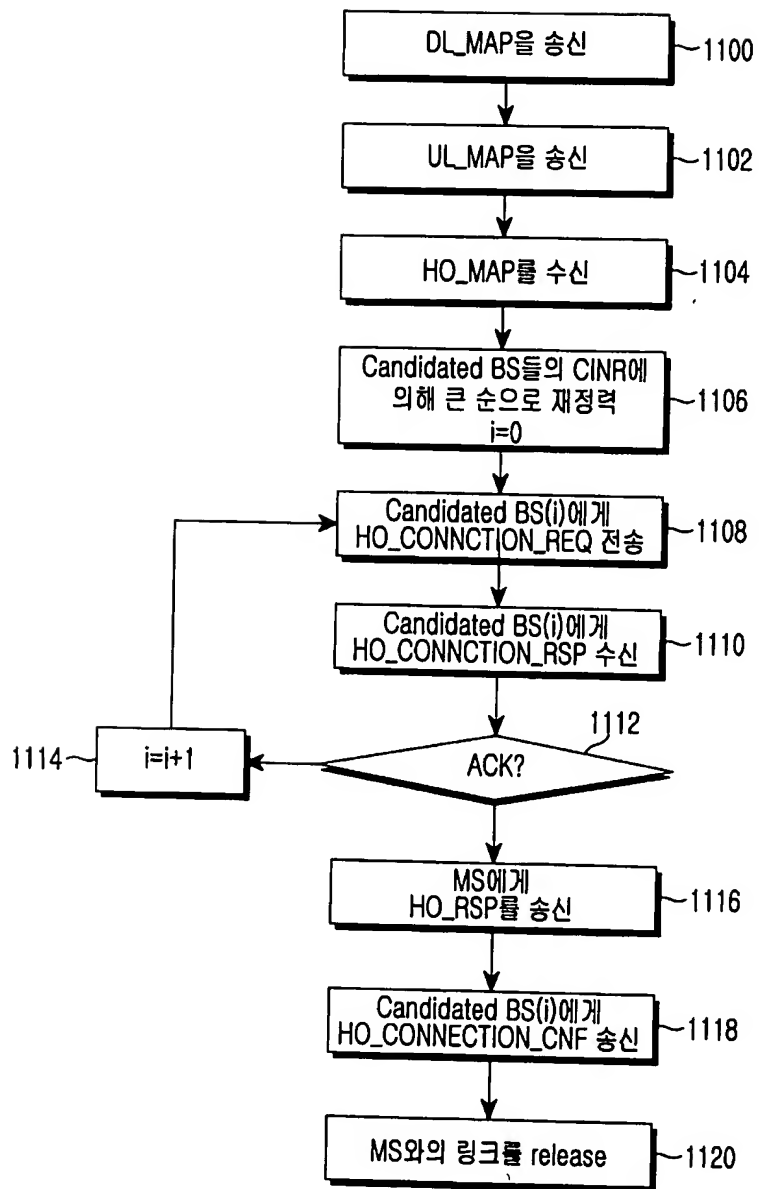 DL_MAP을 송신
1100
UL_MAP을 송신
1102
HO_MAP를 수신
1104
Candidated BS들의 CINR에
의해 큰 순으로 재정력
i=0
1106
Candidated BS(i)에게
HO_CONNCTION_REQ 전송
1108
Candidated BS(i)에게
HO_CONNCTION_RSP 수신
1110
1112
1114
i=i+1
ACK?
MS에게
HO_RSP를 송신
1116
Candidated BS(i)에게
HO_CONNECTION_CNF 송신
1118
MS와의 링크를 release
1120